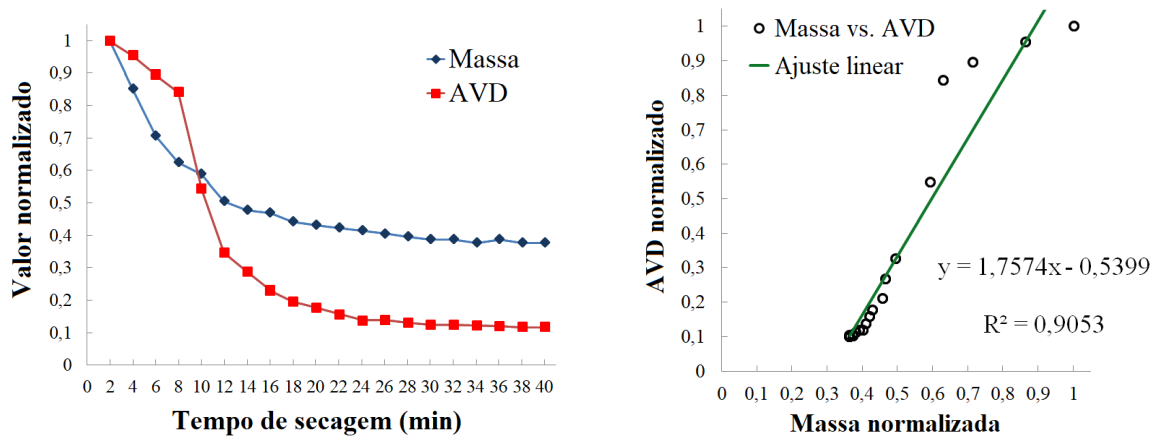 Valor normalizado
1
0,9
0,8
0,7
0,6
0,5
0,4
0,3
0,2
0,1
0
Massa
AVD
0 2 4 6 8 10 12 14 16 18 20 22 24 26 28 30 32 34 36 38 40
Tempo de secagem (min)
AVD normalizado
1
0,9
0,8
0,7
0,6
0,5
0,4
0,3
0,2
0,1
0
Massa vs. AVD
Ajuste linear
y = 1,7574x - 0,5399
R² = 0,9053
0 0,1 0,2 0,3 0,4 0,5 0,6 0,7 0,8 0,9 1
Massa normalizada